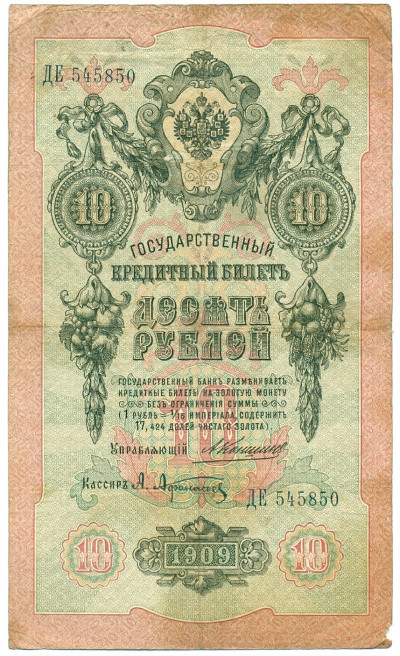 ДЕ 545850
10 10
ГОСУДАРСТВЕННЫЙ
КРЕДИТНЫЙ БИЛЕТЪ
ДЕСЯТЬ
РУБЛЕЙ
ГОСУДАРСТВЕННЫЙ БАНКЪ РАЗМѢНИВАЕТЪ
КРЕДИТНЫЕ БИЛЕТЫ НА ЗОЛОТУЮ МОНЕТУ
БЕЗЪ ОГРАНИЧЕНІЯ СУММЫ
(1 РУБЛЬ = 1/15 ИМПЕРІАЛА, СОДЕРЖИТЪ
17,424 ДОЛЕЙ ЧИСТАГО ЗОЛОТА).
УПРАВЛЯЮЩІЙ
КАССИРЪ А. Афанасьев
ДЕ 545850
10 1909 10